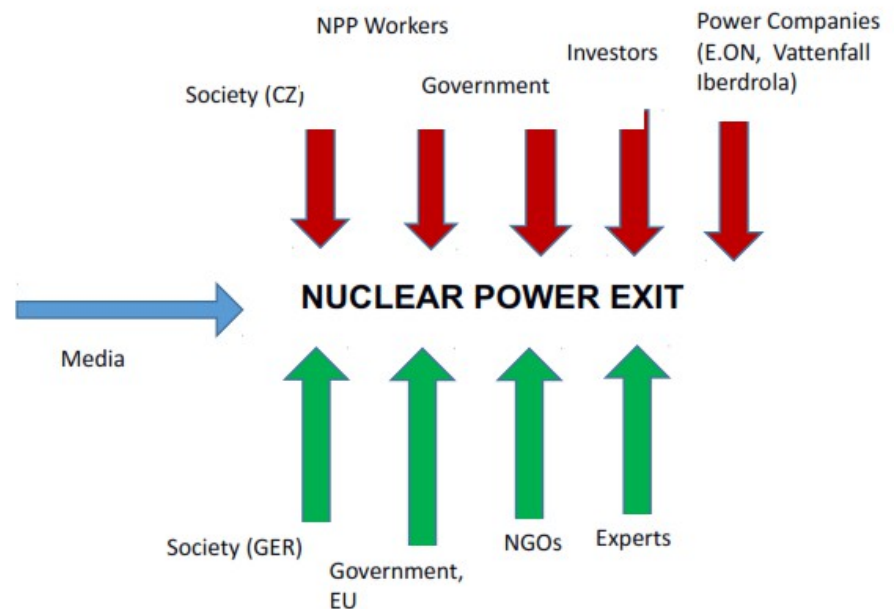 NPP Workers
Power Companies
(E.ON, Vattenfall
Iberdrola)
Investors
Society (CZ)
Government
NUCLEAR POWER EXIT
Media
Society (GER)
Government,
EU
NGOs
Experts